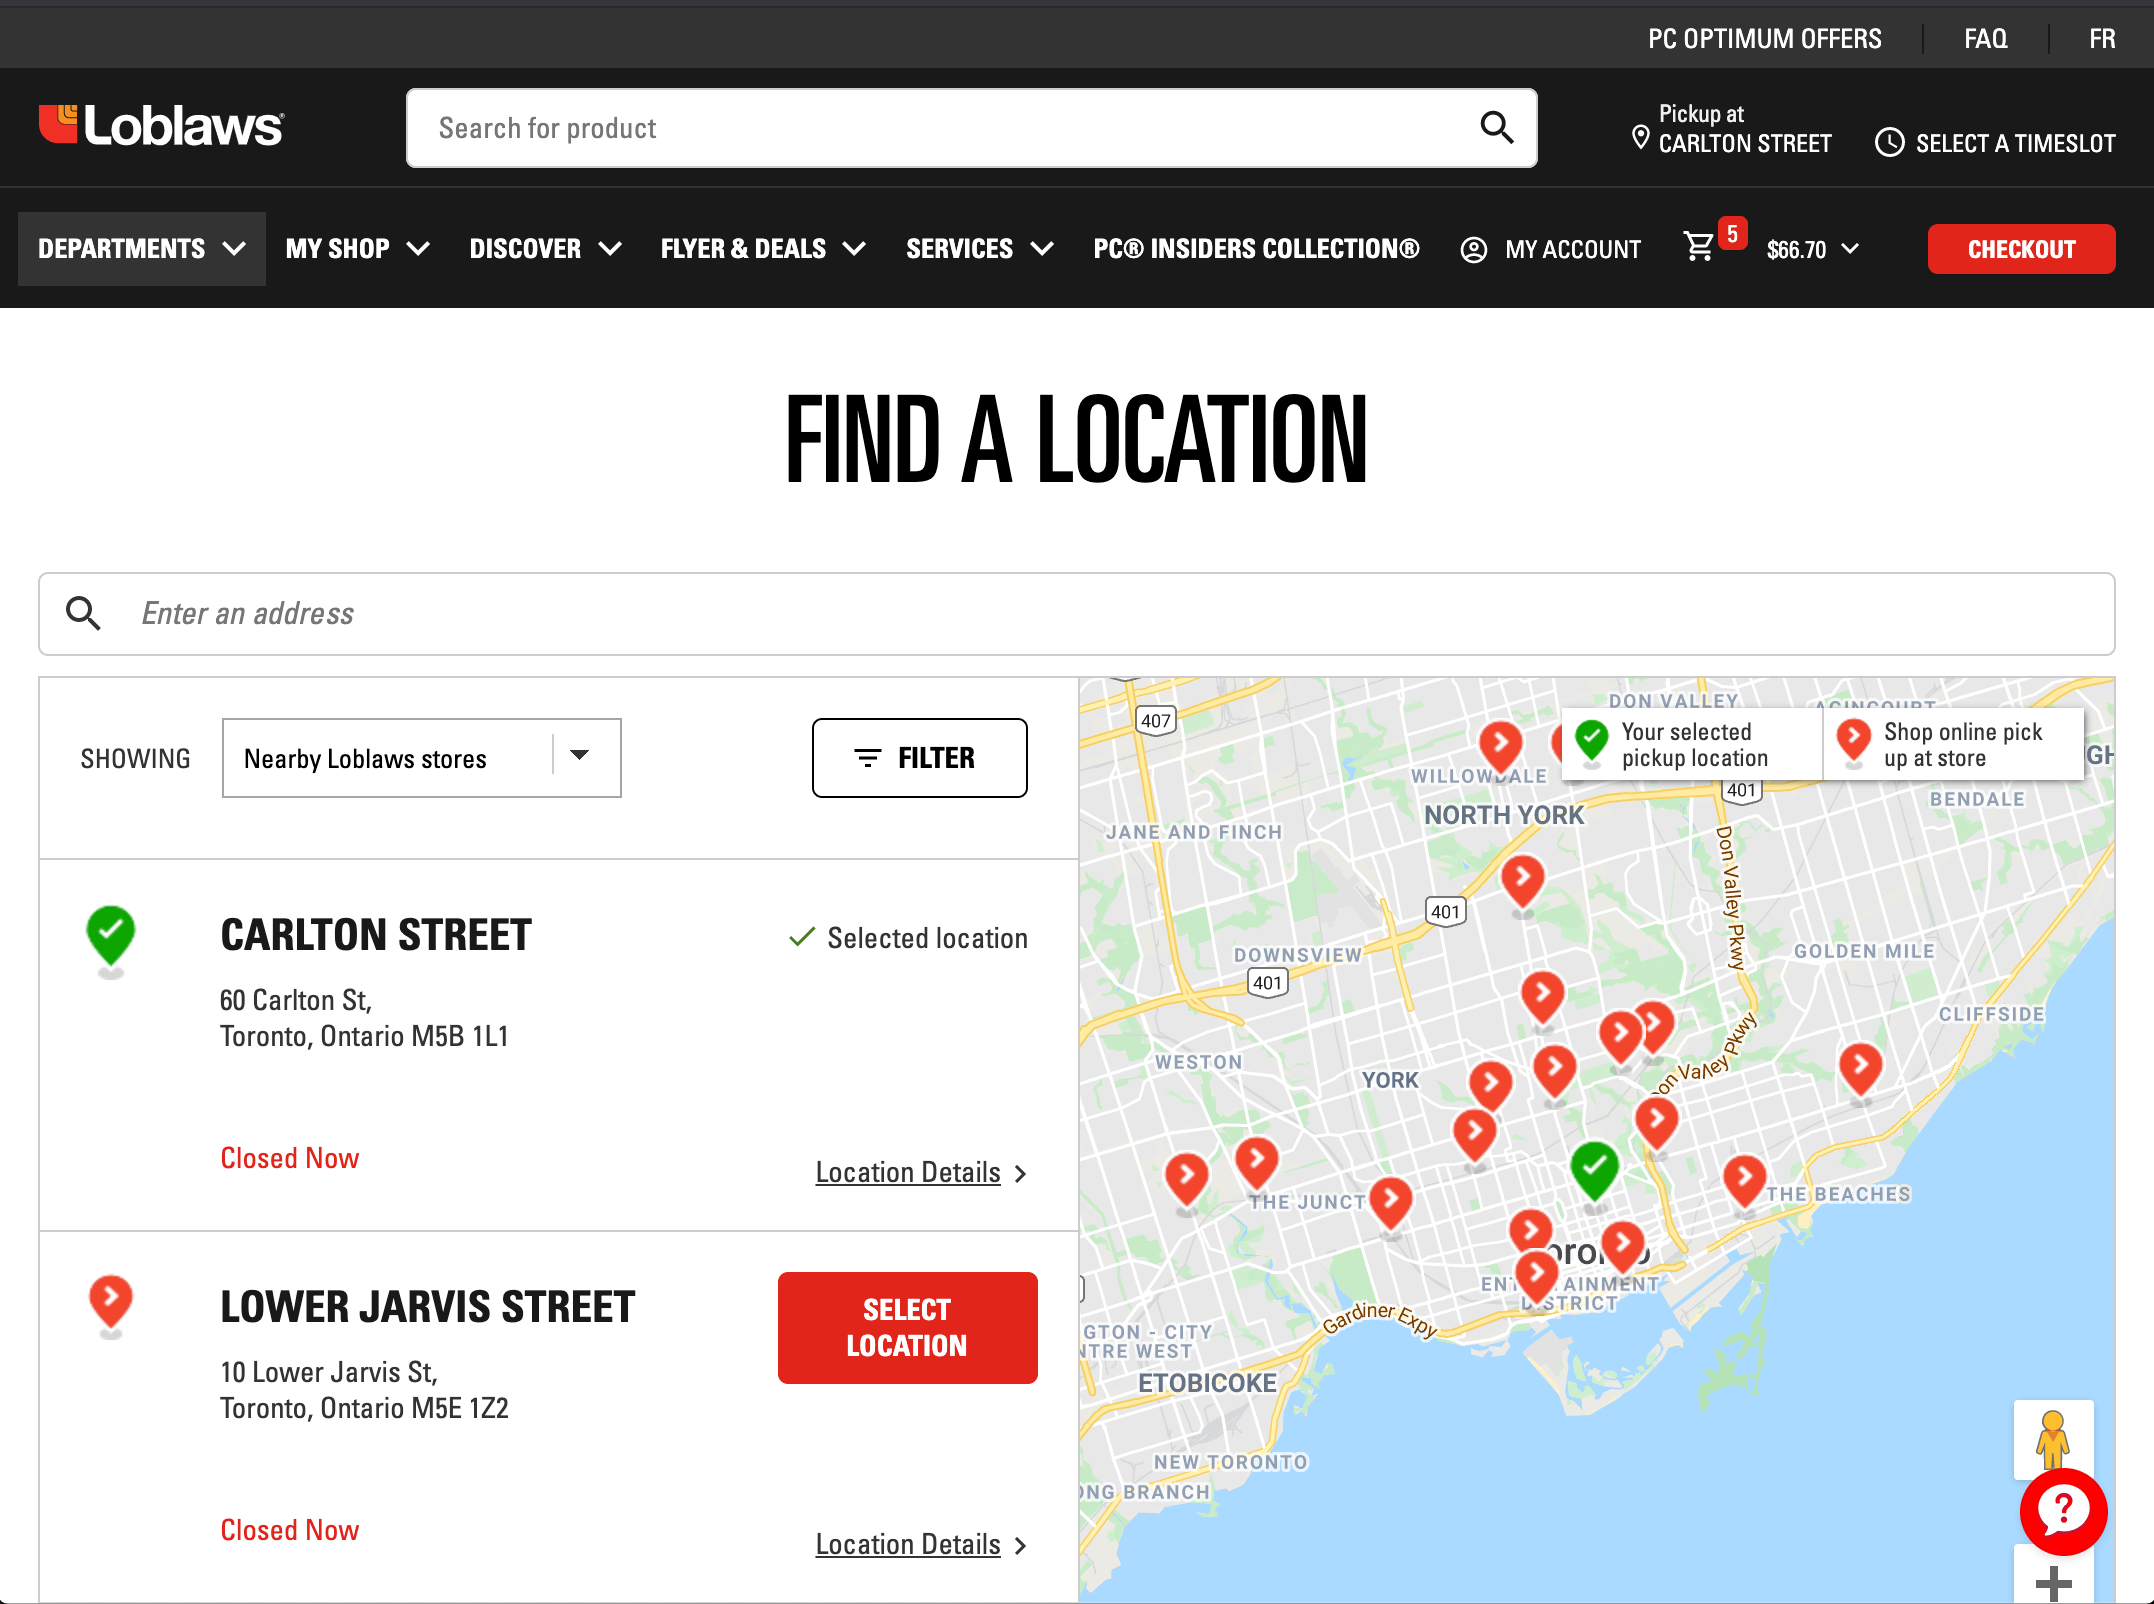 PC OPTIMUM OFFERS
FAQ
FR
Loblaws®
Search for product
Pickup at
CARLTON STREET
SELECT A TIMESLOT
DEPARTMENTS
MY SHOP
DISCOVER
FLYER & DEALS
SERVICES
PC® INSIDERS COLLECTION®
MY ACCOUNT
5
$66.70
CHECKOUT
FIND A LOCATION
Enter an address
SHOWING
Nearby Loblaws stores
FILTER
CARLTON STREET
Selected location
60 Carlton St,
Toronto, Ontario M5B 1L1
Closed Now
Location Details
LOWER JARVIS STREET
SELECT
LOCATION
10 Lower Jarvis St,
Toronto, Ontario M5E 1Z2
Closed Now
Location Details
DON VALLEY
407
Your selected
pickup location
Shop online pick
up at store
WILLOWDALE
401
BENDALE
NORTH YORK
JANE AND FINCH
Don Valley Pkwy
401
DOWNSVIEW
GOLDEN MILE
401
CLIFFSIDE
WESTON
YORK
on Valley Pkwy
THE JUNCT
THE BEACHES
DISTRICT
Gardiner Expy
GTON - CITY
NTRE WEST
ETOBICOKE
NEW TORONTO
ONG BRANCH
?